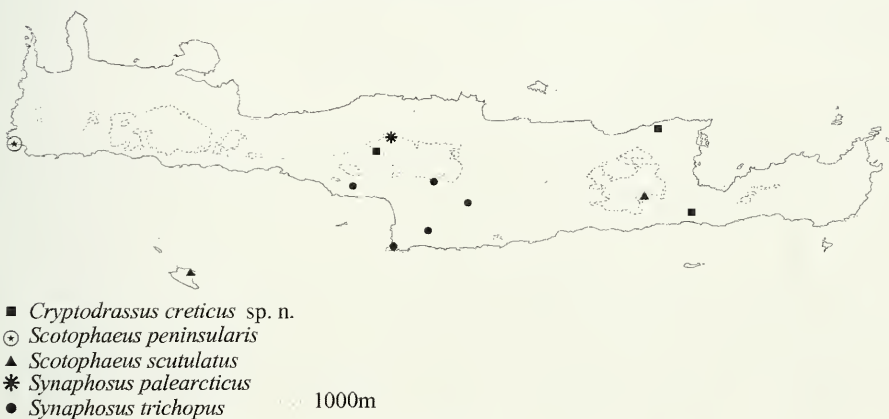 Cryptodrassus creticus sp. n.
Scotophaeus peninsularis
Scotophaeus scutulatus
Synaphosus palearcticus
Synaphosus trichopus
1000m